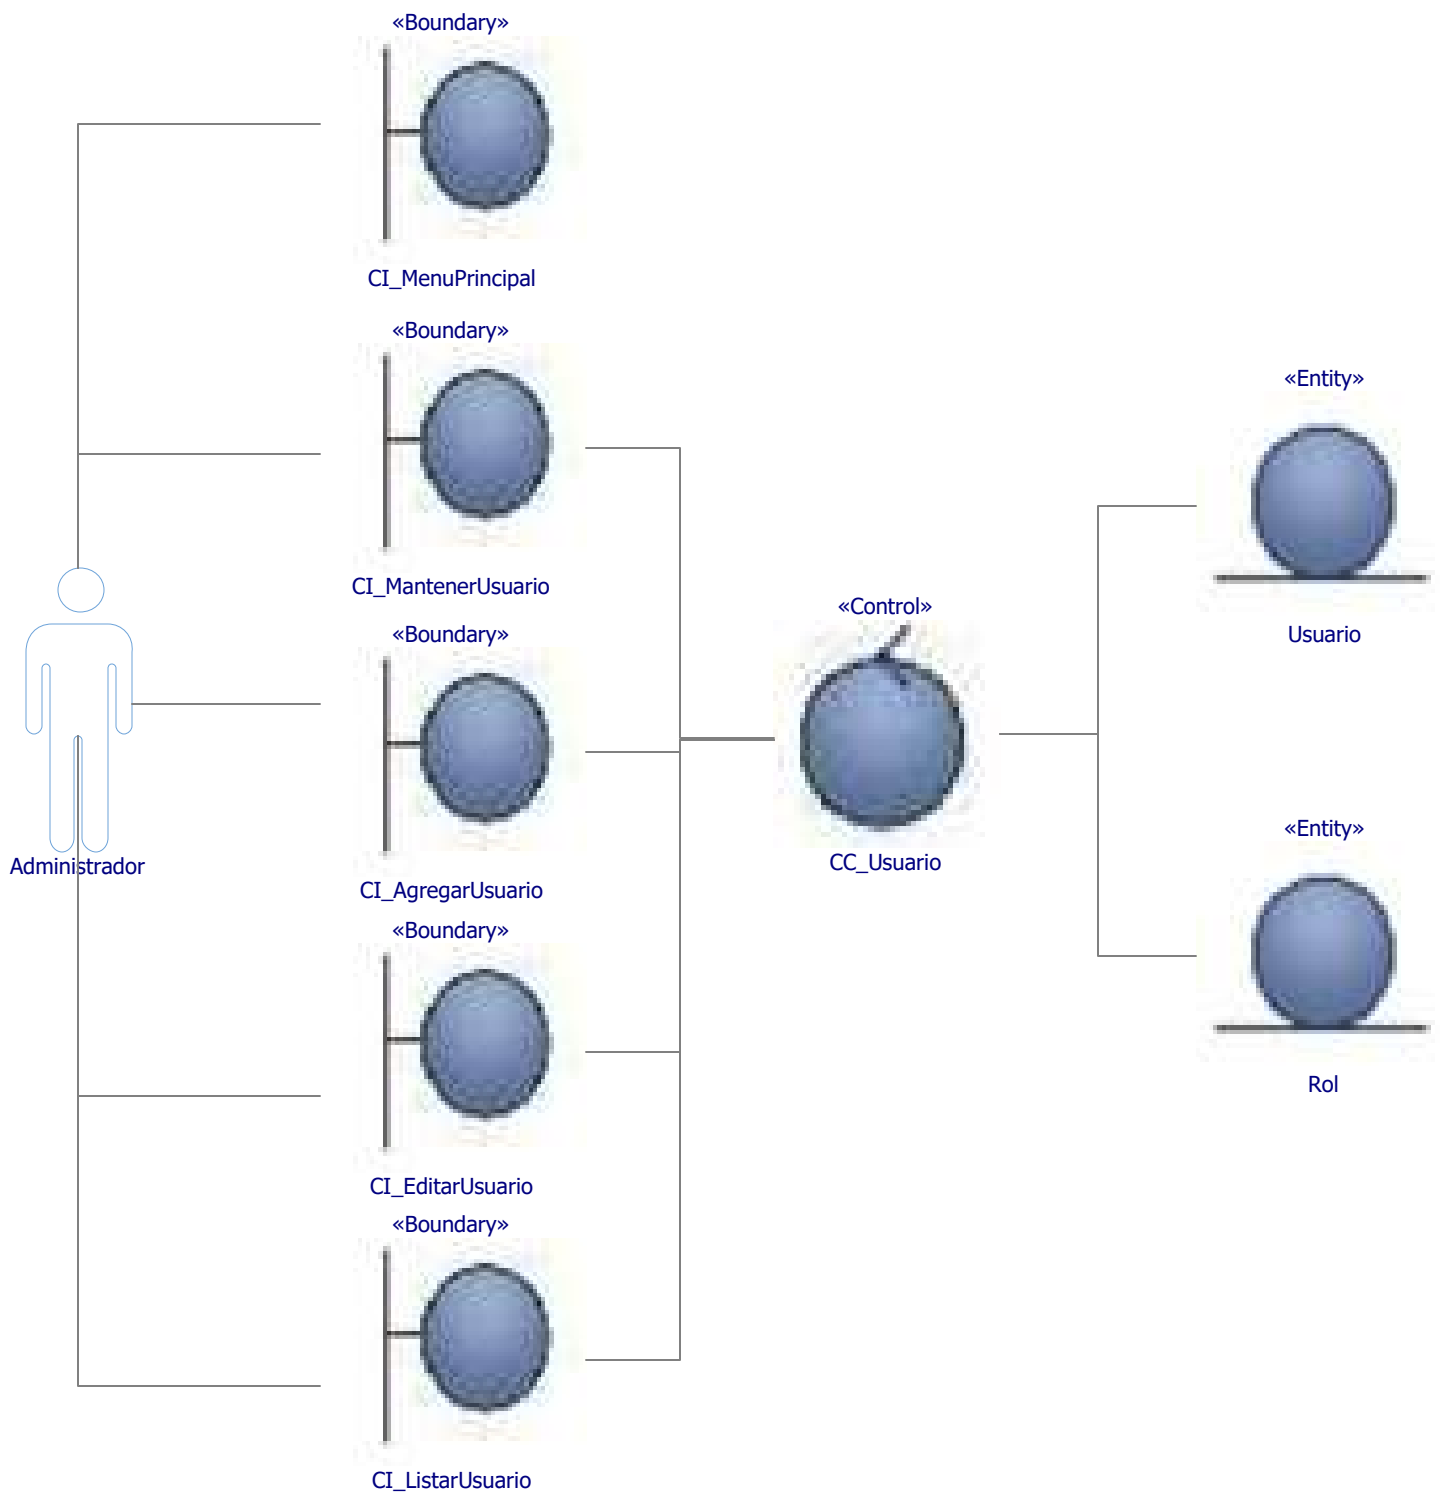 «Boundary»
CI_MenuPrincipal
«Boundary»
CI_MantenerUsuario
«Boundary»
CI_AgregarUsuario
«Boundary»
CI_EditarUsuario
«Boundary»
CI_ListarUsuario
Administrador
«Control»
CC_Usuario
«Entity»
Usuario
«Entity»
Rol